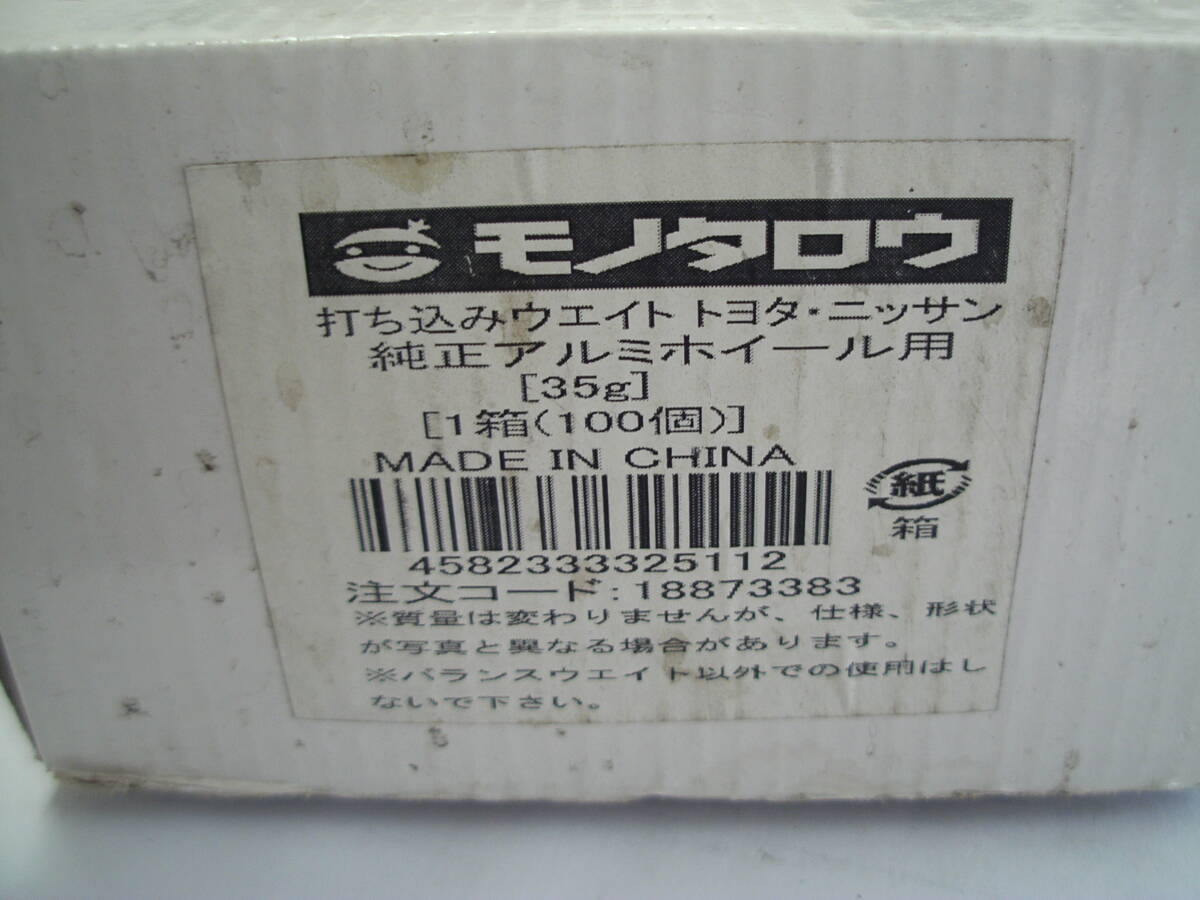 モノタロウ
打ち込みウエイト トヨタ・ニッサン
純正アルミホイール用
[35g]
[1箱(100個)]
MADE IN CHINA
紙
箱
4582333325112
注文コード:18873383
※質量は変わりませんが、仕様、形状
が写真と異なる場合があります。
※バランスウエイト以外での使用はし
ないで下さい。